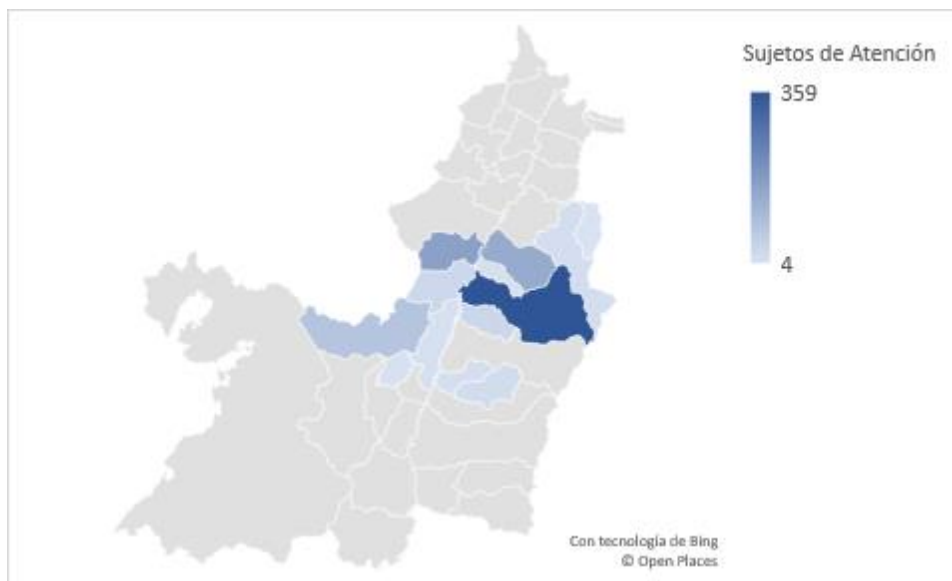 Sujetos de Atención
359
4
Con tecnología de Bing
© Open Places